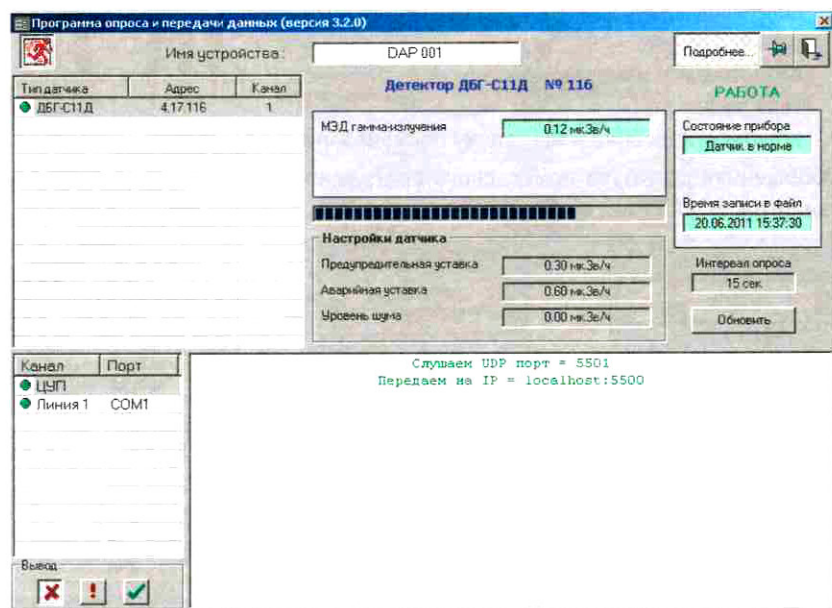 Программа опроса и передачи данных (версия 3.2.0)
Имя устройства:
DAP 001
Подробнее...
Тип датчика Адрес Канал
ДБГ-С11Д 4.17.116 1
Детектор ДБГ-С11Д № 116
РАБОТА
МЭД гамма-излучения 0.12 мкЗв/ч
Состояние прибора
Датчик в норме
Время записи в файл
20.06.2011 15:37:30
Настройки датчика
Предупредительная уставка 0.30 мкЗв/ч
Аварийная уставка 0.60 мкЗв/ч
Уровень шума 0.00 мкЗв/ч
Интервал опроса
15 сек.
Обновить
Канал Порт
ЦУП
Линия 1 COM1
Слушаем UDP порт = 5501
Передаем на IP = localhost:5500
Вывод